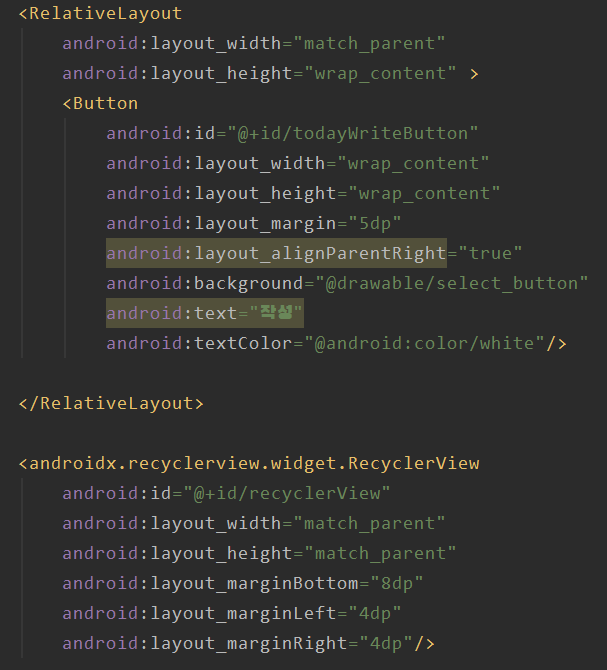 <RelativeLayout
android:layout_width="match_parent"
android:layout_height="wrap_content" >
<Button
android:id="@+id/todayWriteButton"
android:layout_width="wrap_content"
android:layout_height="wrap_content"
android:layout_margin="5dp"
android:layout_alignParentRight="true"
android:background="@drawable/select_button"
android:text="작성"
android:textColor="@android:color/white"/>
</RelativeLayout>
<androidx.recyclerview.widget.RecyclerView
android:id="@+id/recyclerView"
android:layout_width="match_parent"
android:layout_height="match_parent"
android:layout_marginBottom="8dp"
android:layout_marginLeft="4dp"
android:layout_marginRight="4dp"/>